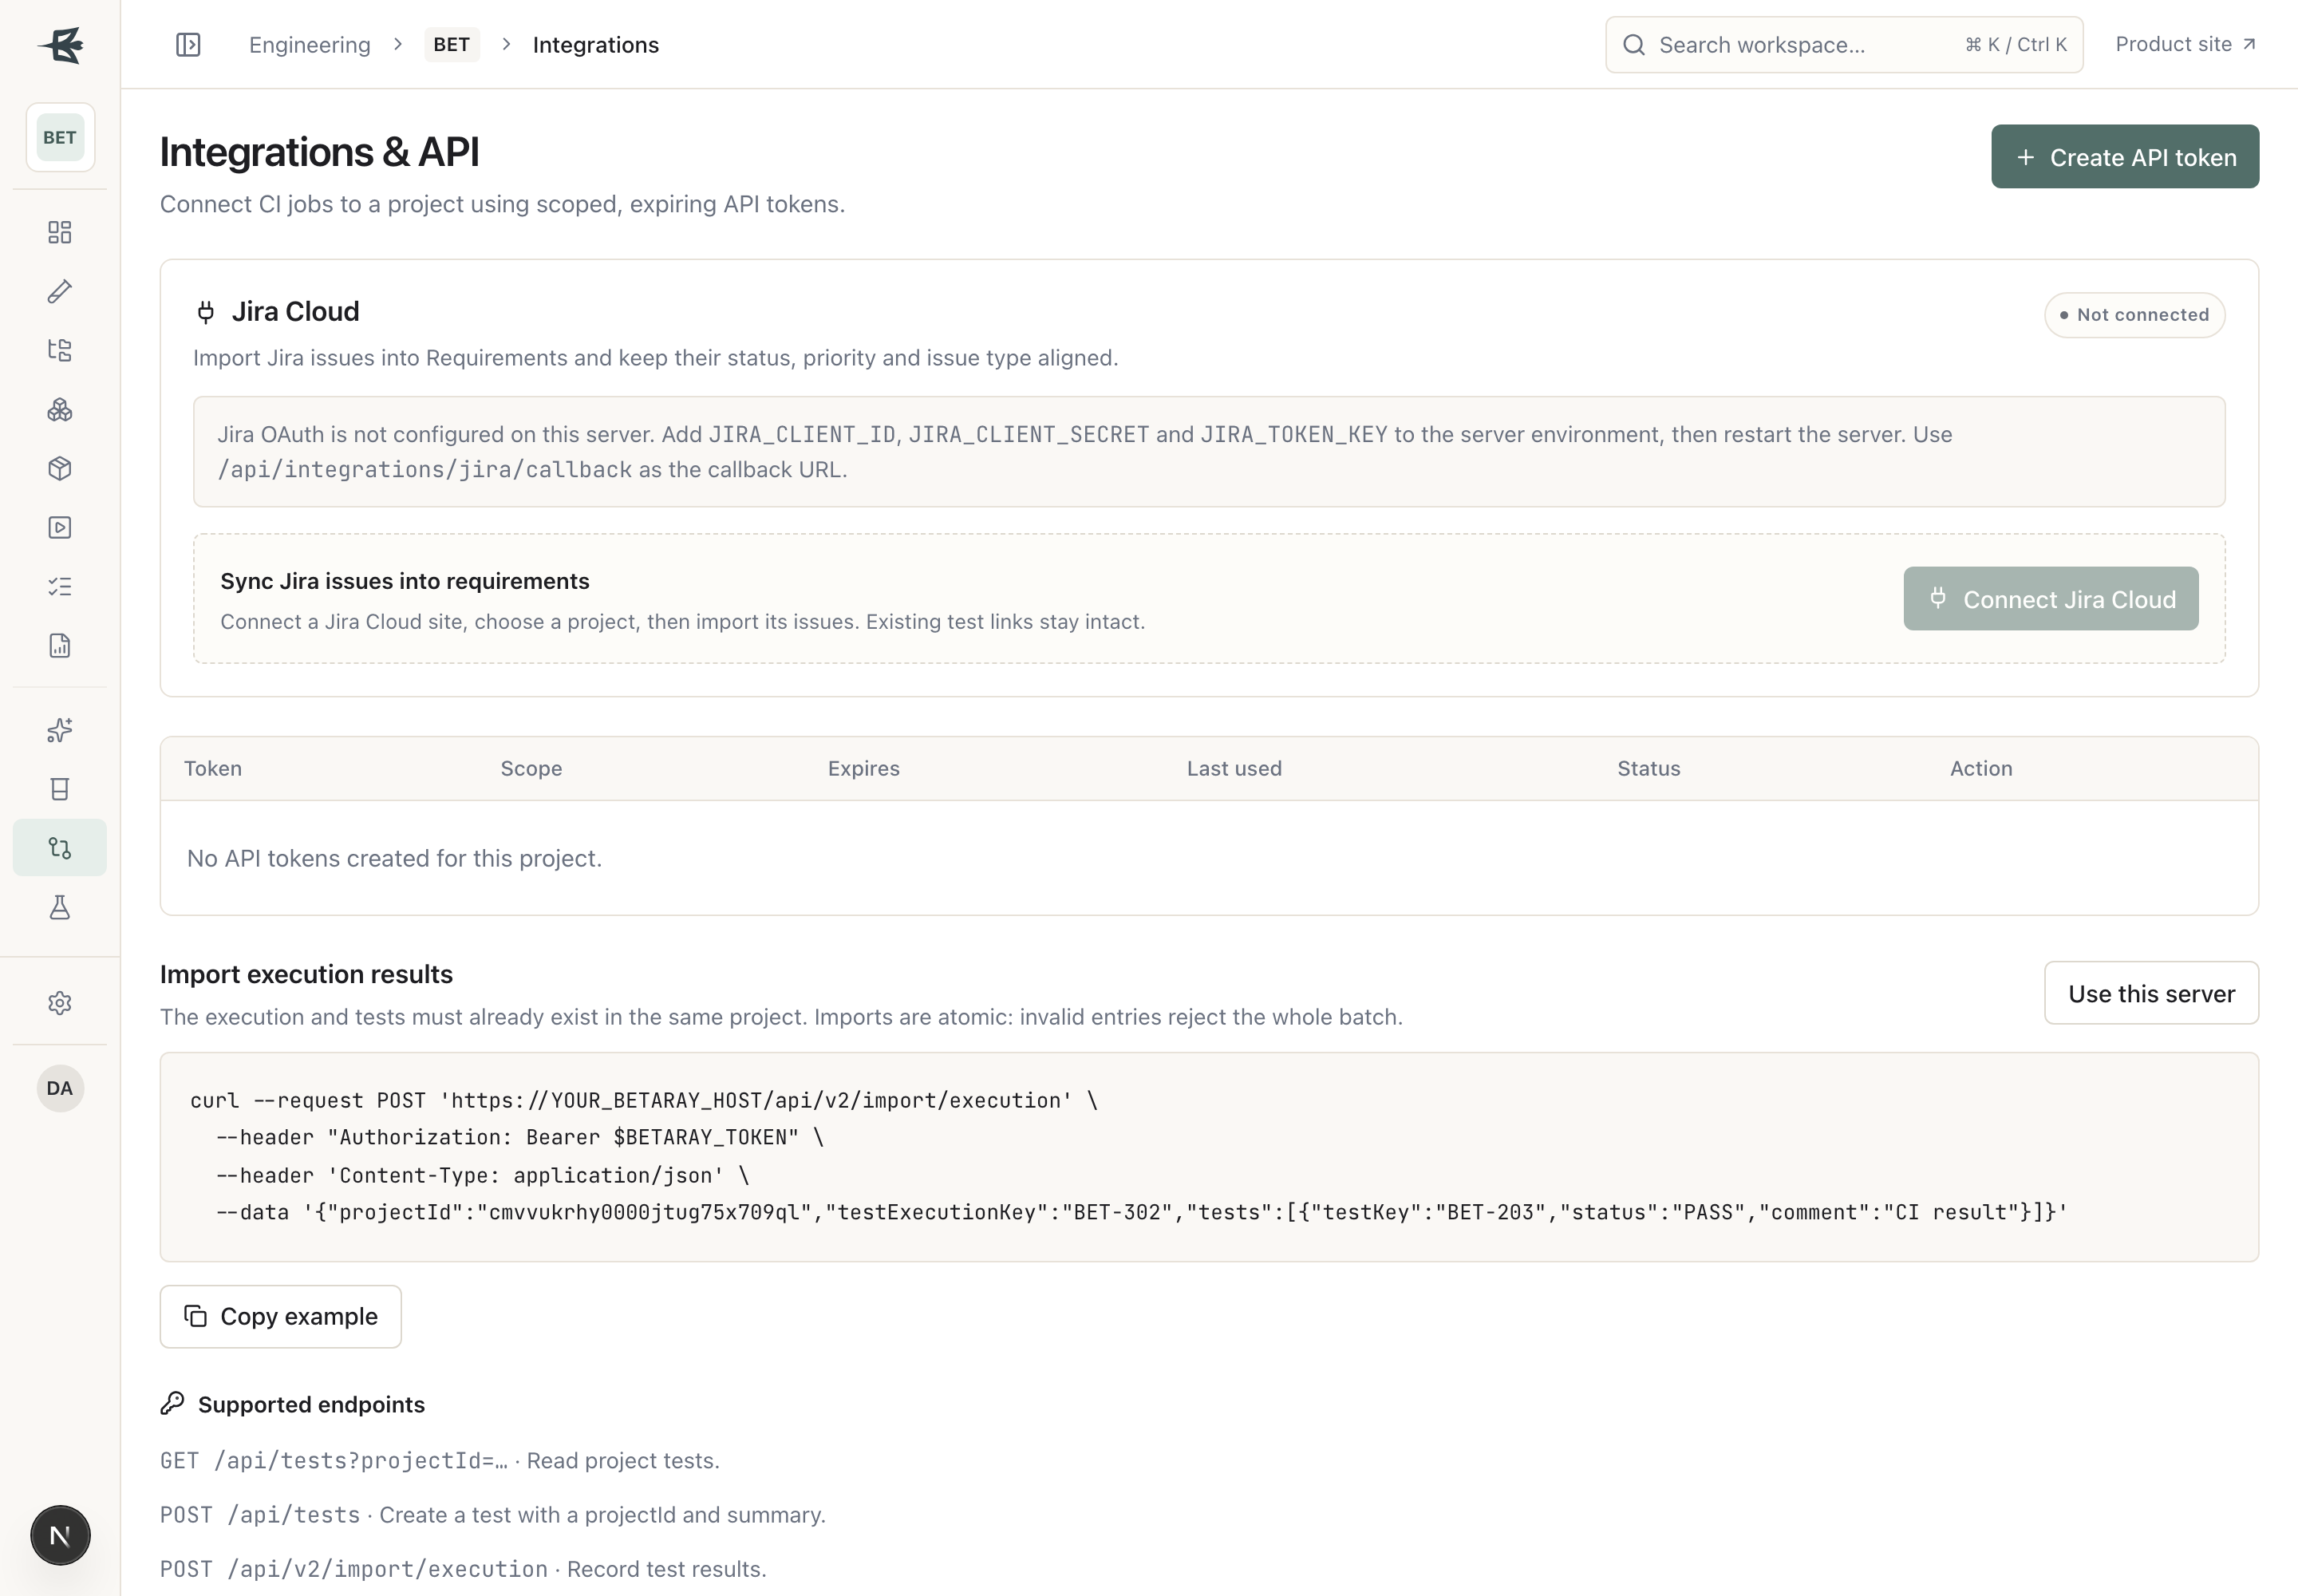 Engineering > BET > Integrations
Search workspace... ⌘ K / Ctrl K
Product site ↗
BET
Integrations & API
+ Create API token
Connect CI jobs to a project using scoped, expiring API tokens.
Jira Cloud
• Not connected
Import Jira issues into Requirements and keep their status, priority and issue type aligned.
Jira OAuth is not configured on this server. Add JIRA_CLIENT_ID, JIRA_CLIENT_SECRET and JIRA_TOKEN_KEY to the server environment, then restart the server. Use
/api/integrations/jira/callback as the callback URL.
Sync Jira issues into requirements
Connect a Jira Cloud site, choose a project, then import its issues. Existing test links stay intact.
Connect Jira Cloud
Token Scope Expires Last used Status Action
No API tokens created for this project.
Import execution results
The execution and tests must already exist in the same project. Imports are atomic: invalid entries reject the whole batch.
Use this server
curl --request POST 'https://YOUR_BETARAY_HOST/api/v2/import/execution' \
--header "Authorization: Bearer $BETARAY_TOKEN" \
--header 'Content-Type: application/json' \
--data '{"projectId":"cmvvukrhy0000jtug75x709ql","testExecutionKey":"BET-302","tests":[{"testKey":"BET-203","status":"PASS","comment":"CI result"}]}'
DA
Copy example
Supported endpoints
GET /api/tests?projectId=… · Read project tests.
POST /api/tests · Create a test with a projectId and summary.
POST /api/v2/import/execution · Record test results.
N